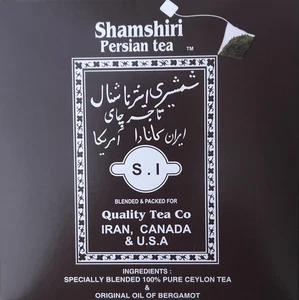 Shamshiri
Persian tea ™
شمشیری اینترناشنال
تاجر چای
ایران کانادا آمریکا
S.I
BLENDED & PACKED FOR
Quality Tea Co
IRAN, CANADA
& U.S.A
INGREDIENTS :
SPECIALLY BLENDED 100% PURE CEYLON TEA
&
ORIGINAL OIL OF BERGAMOT